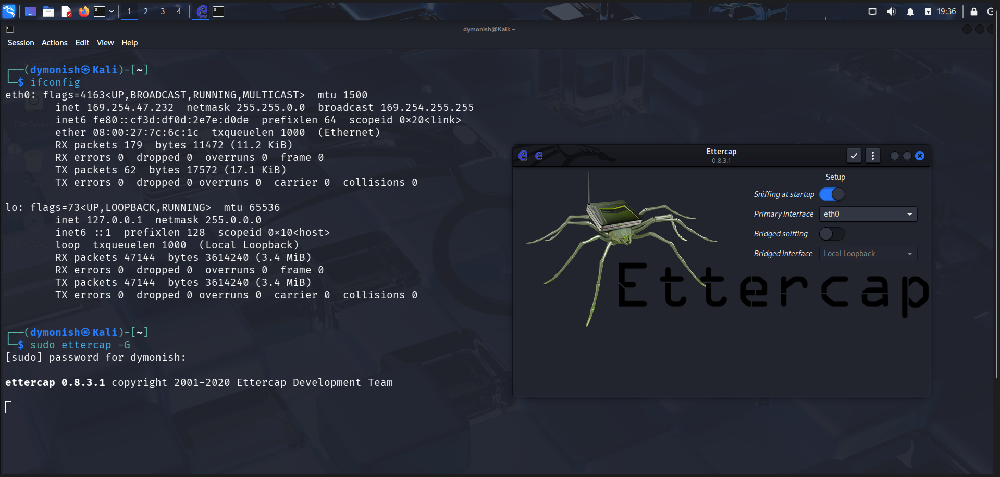 1 2 3 4
19:36
dymonish@Kali: ~
Session Actions Edit View Help
┌──(dymonish㉿Kali)-[~]
└─$ ifconfig
eth0: flags=4163<UP,BROADCAST,RUNNING,MULTICAST>  mtu 1500
        inet 169.254.47.232  netmask 255.255.0.0  broadcast 169.254.255.255
        inet6 fe80::cf3d:df0d:2e7e:d0de  prefixlen 64  scopeid 0x20<link>
        ether 08:00:27:7c:6c:1c  txqueuelen 1000  (Ethernet)
        RX packets 179  bytes 11472 (11.2 KiB)
        RX errors 0  dropped 0  overruns 0  frame 0
        TX packets 62  bytes 17572 (17.1 KiB)
        TX errors 0  dropped 0 overruns 0  carrier 0  collisions 0
lo: flags=73<UP,LOOPBACK,RUNNING>  mtu 65536
        inet 127.0.0.1  netmask 255.0.0.0
        inet6 ::1  prefixlen 128  scopeid 0x10<host>
        loop  txqueuelen 1000  (Local Loopback)
        RX packets 47144  bytes 3614240 (3.4 MiB)
        RX errors 0  dropped 0  overruns 0  frame 0
        TX packets 47144  bytes 3614240 (3.4 MiB)
        TX errors 0  dropped 0 overruns 0  carrier 0  collisions 0
┌──(dymonish㉿Kali)-[~]
└─$ sudo ettercap -G
[sudo] password for dymonish:
ettercap 0.8.3.1 copyright 2001-2020 Ettercap Development Team
File System
Trash
Ettercap
0.8.3.1
Setup
Sniffing at startup
Primary Interface eth0
Bridged sniffing
Bridged Interface Local Loopback
Ettercap